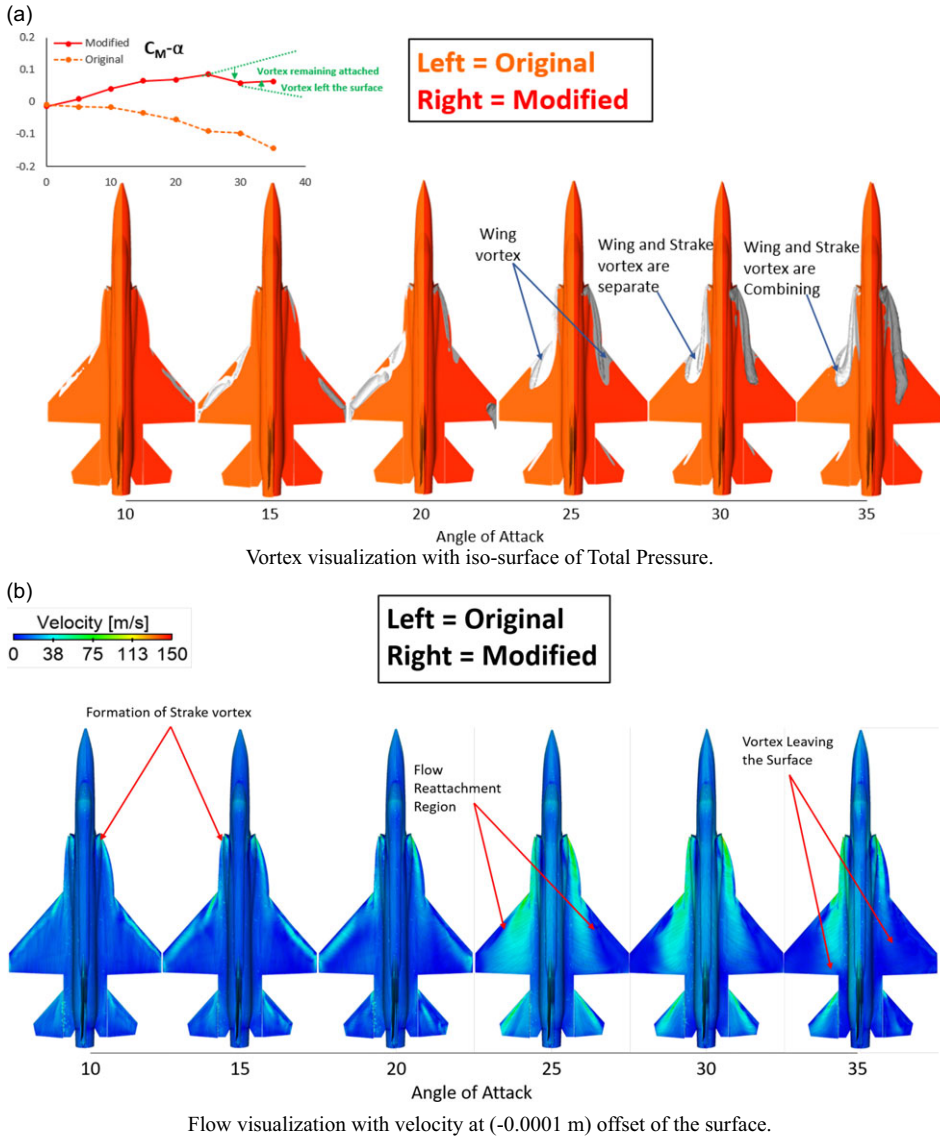 (a)
0.2
0.1
0
-0.1
-0.2
Modified
Original
C_M-α
Vortex remaining attached
Vortex left the surface
0
10
20
30
40
Left = Original
Right = Modified
Wing
vortex
Wing and Strake
vortex are
separate
Wing and Strake
vortex are
Combining
10
15
20
25
30
35
Angle of Attack
Vortex visualization with iso-surface of Total Pressure.
(b)
Velocity [m/s]
0 38 75 113 150
Left = Original
Right = Modified
Formation of Strake vortex
Flow
Reattachment
Region
Vortex Leaving
the Surface
10
15
20
25
30
35
Angle of Attack
Flow visualization with velocity at (-0.0001 m) offset of the surface.